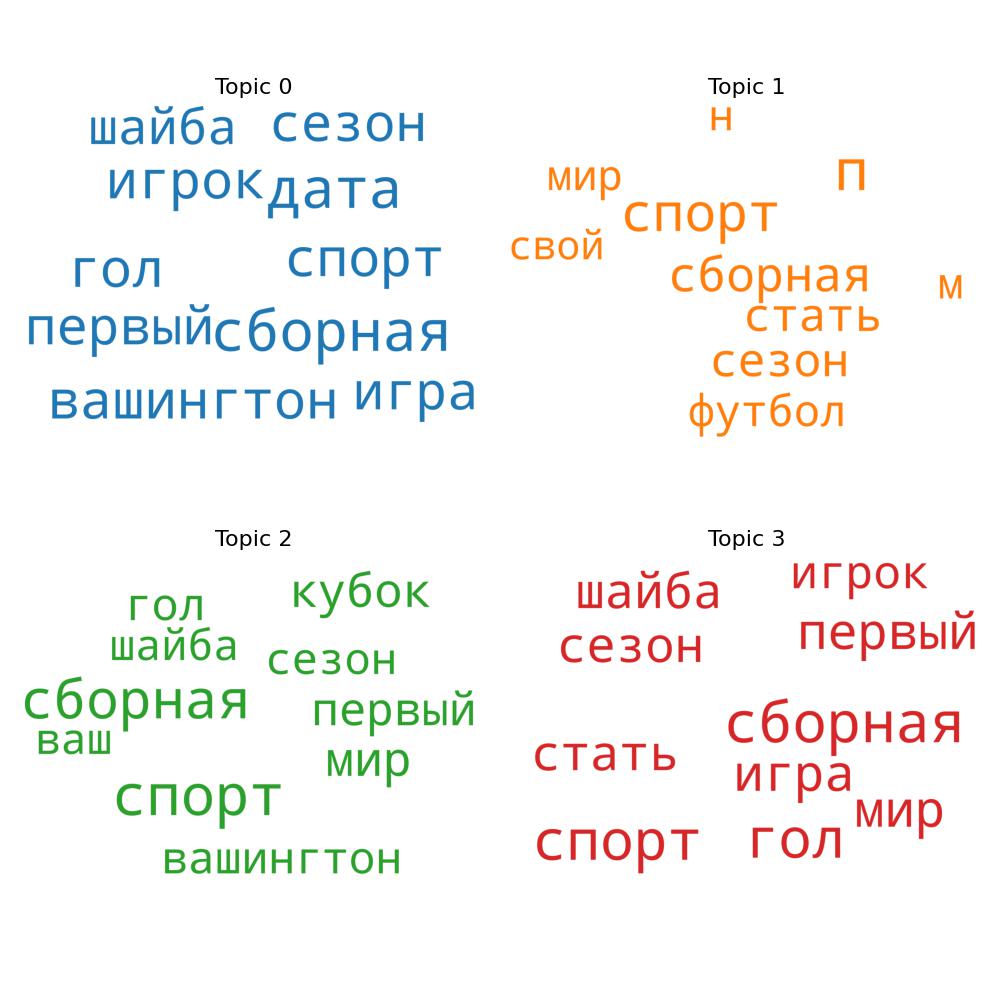 Topic 0
шайба сезон
игрок дата
гол спорт
первый сборная
вашингтон игра
Topic 1
н
мир п
спорт
свой
сборная м
стать
сезон
футбол
Topic 2
гол кубок
шайба сезон
сборная первый
ваш мир
спорт
вашингтон
Topic 3
шайба игрок
сезон первый
сборная
стать игра
мир
спорт гол